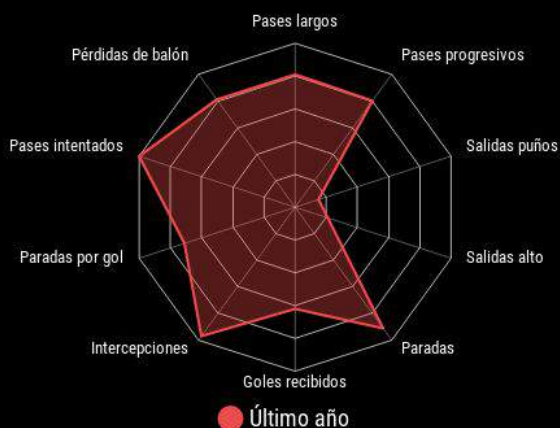 Pases largos
Pérdidas de balón
Pases progresivos
Pases intentados
Salidas puños
Paradas por gol
Salidas alto
Intercepciones
Paradas
Goles recibidos
Último año